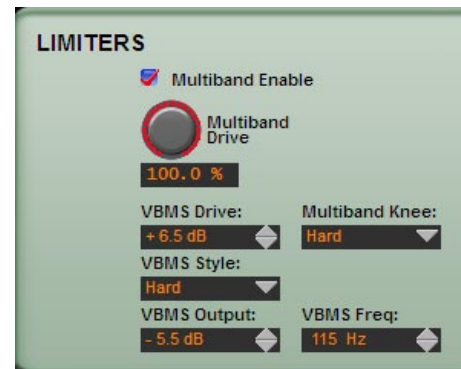 LIMITERS
Multiband Enable
Multiband
Drive
100.0 %
VBMS Drive: Multiband Knee:
+ 6.5 dB Hard
VBMS Style:
Hard
VBMS Output: VBMS Freq:
- 5.5 dB 115 Hz